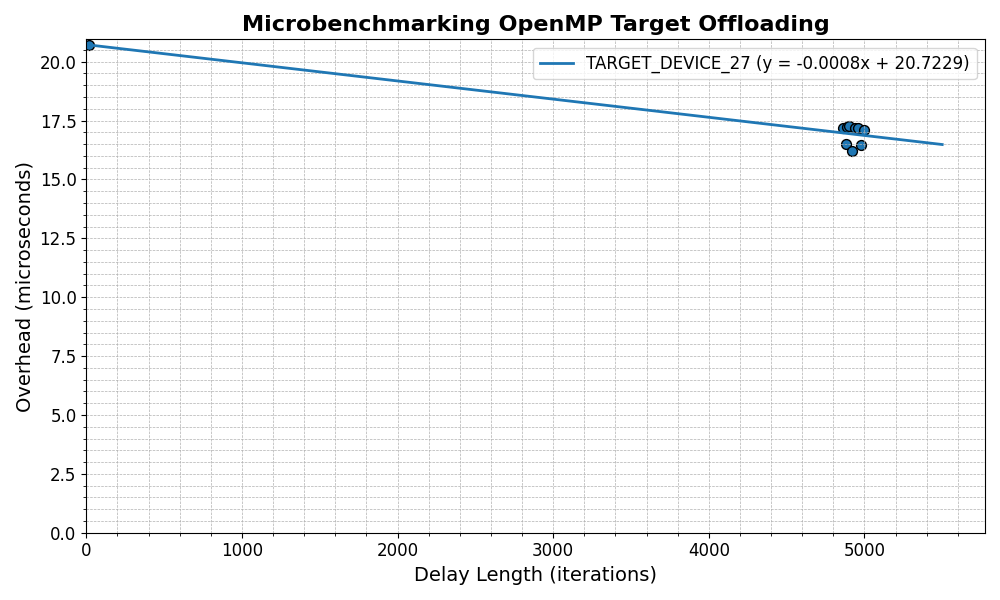 Microbenchmarking OpenMP Target Offloading
TARGET_DEVICE_27 (y = -0.0008x + 20.7229)
Overhead (microseconds)
20.0
17.5
15.0
12.5
10.0
7.5
5.0
2.5
0.0
0 1000 2000 3000 4000 5000
Delay Length (iterations)